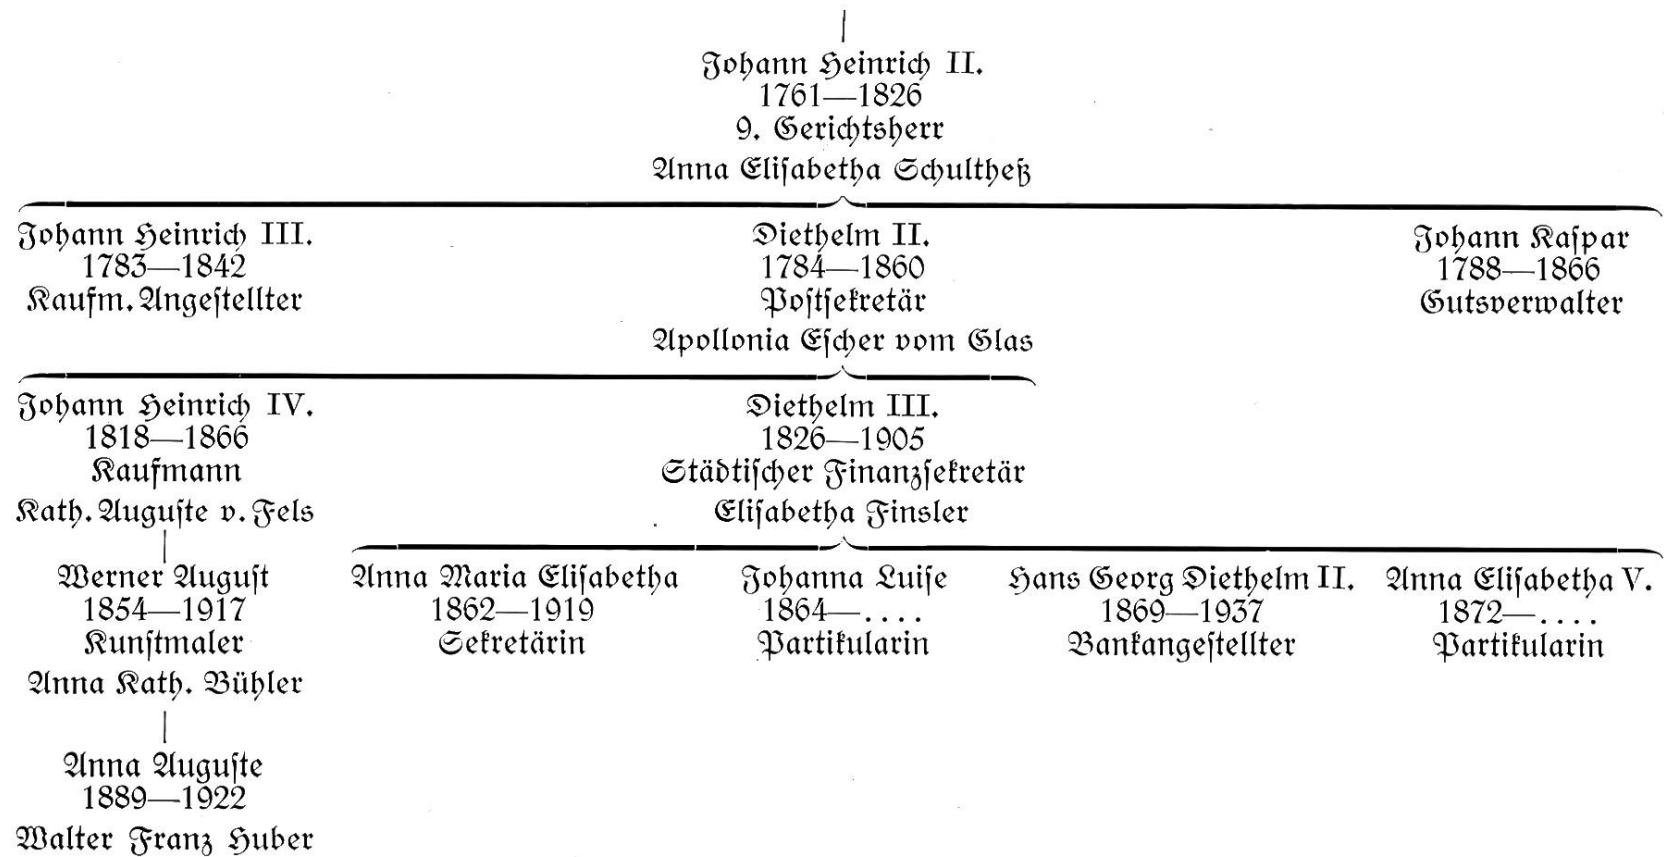 Johann Heinrich II.
1761—1826
9. Gerichtsherr
Anna Eliſabetha Schultheß
Johann Heinrich III.
1783—1842
Kaufm. Angeſtellter
Diethelm II.
1784—1860
Poſtſekretär
Apollonia Eſcher vom Glas
Johann Kaſpar
1788—1866
Gutsverwalter
Johann Heinrich IV.
1818—1866
Kaufmann
Kath. Auguſte v. Fels
Diethelm III.
1826—1905
Städtiſcher Finanzſekretär
Eliſabetha Finsler
Werner Auguſt
1854—1917
Kunſtmaler
Anna Kath. Bühler
Anna Maria Eliſabetha
1862—1919
Sekretärin
Johanna Luiſe
1864—....
Partikularin
Hans Georg Diethelm II.
1869—1937
Bankangeſtellter
Anna Eliſabetha V.
1872—....
Partikularin
Anna Auguſte
1889—1922
Walter Franz Huber